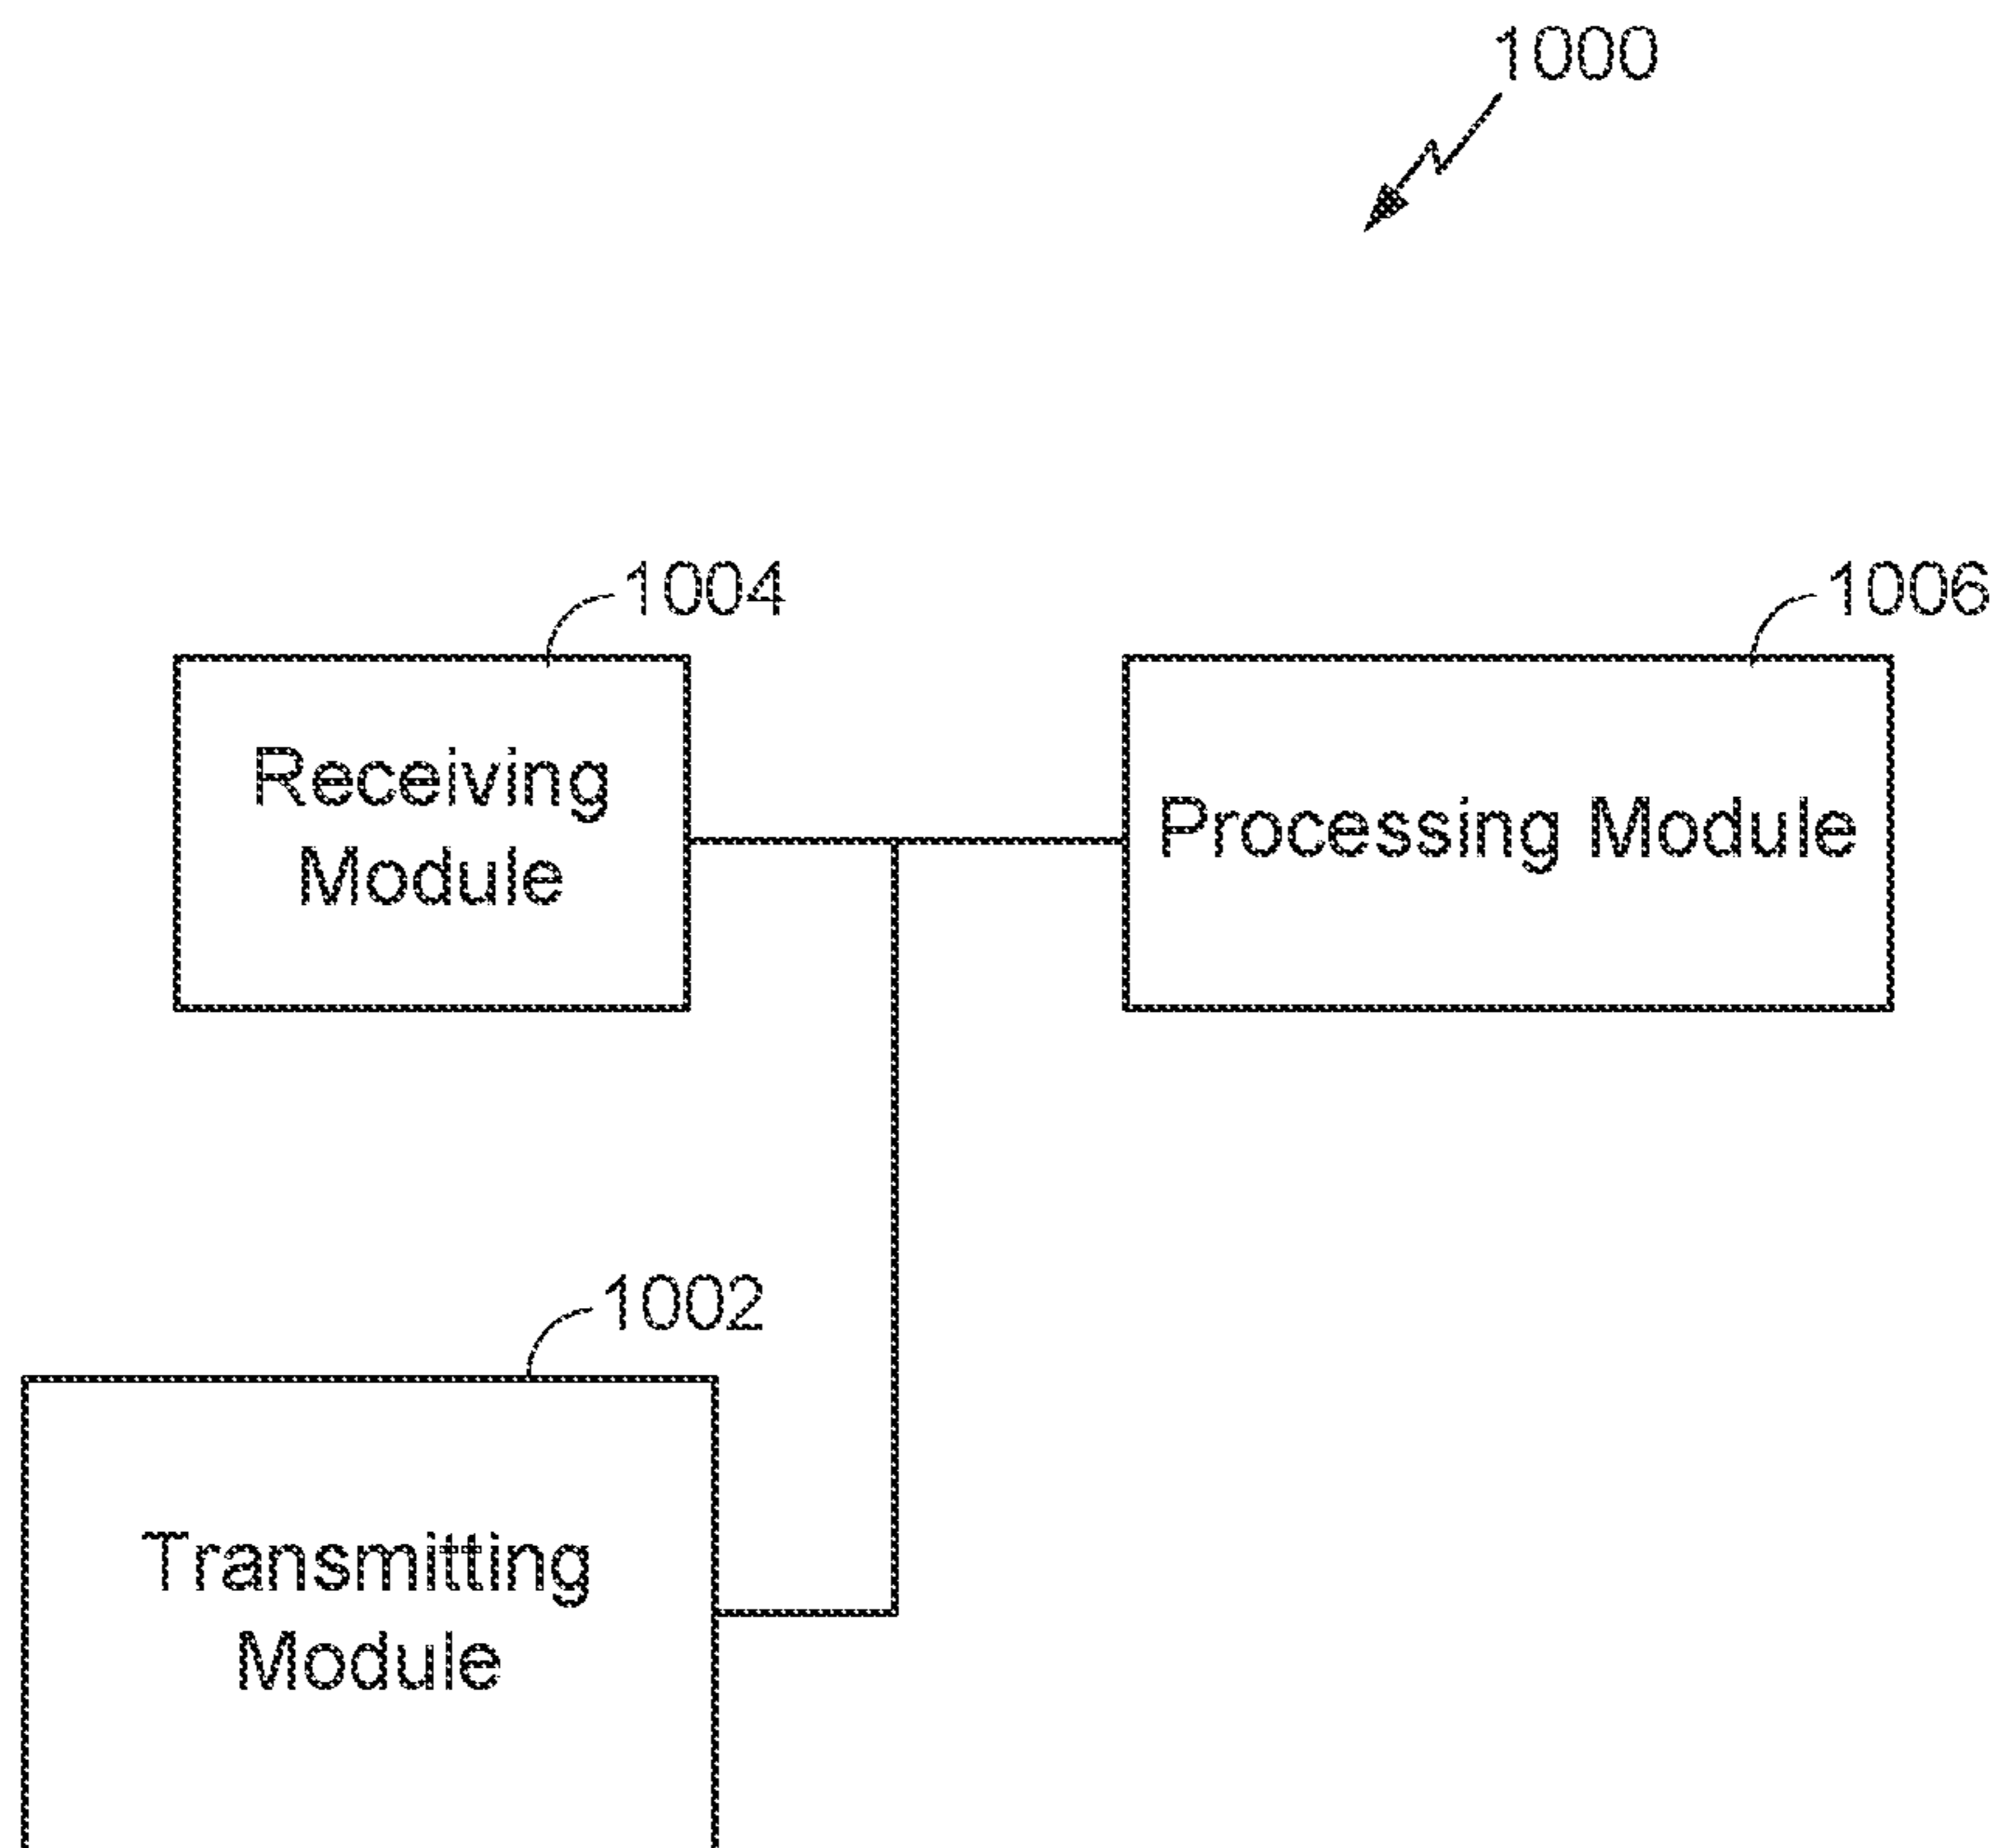 1000
1004
1006
Receiving
Module
Processing Module
1002
Transmitting
Module